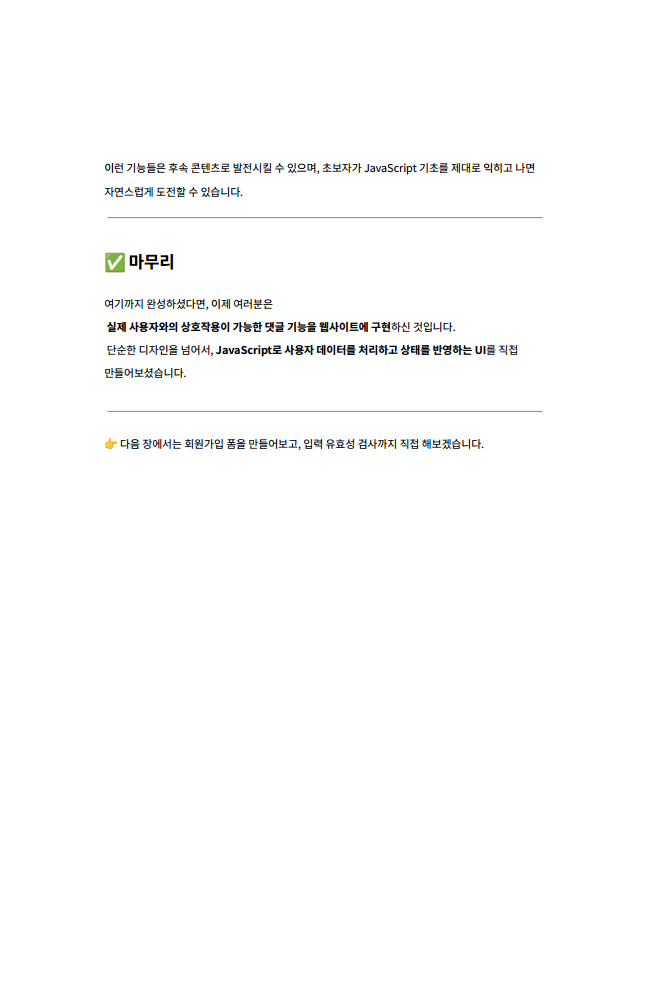 이런 기능들은 후속 콘텐츠로 발전시킬 수 있으며, 초보자가 JavaScript 기초를 제대로 익히고 나면
자연스럽게 도전할 수 있습니다.
✅ 마무리
여기까지 완성하셨다면, 이제 여러분은
실제 사용자와의 상호작용이 가능한 댓글 기능을 웹사이트에 구현하신 것입니다.
단순한 디자인을 넘어서, JavaScript로 사용자 데이터를 처리하고 상태를 반영하는 UI를 직접
만들어보셨습니다.
👉 다음 장에서는 회원가입 폼을 만들어보고, 입력 유효성 검사까지 직접 해보겠습니다.